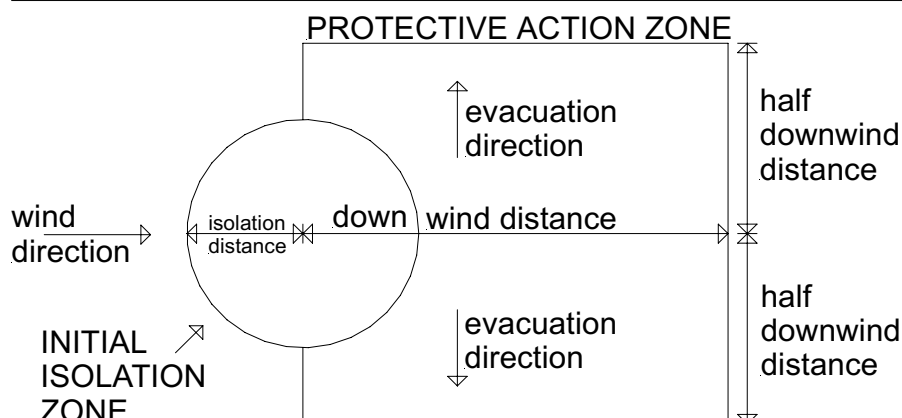 PROTECTIVE ACTION ZONE
evacuation
direction
half
downwind
distance
wind
direction
isolation
distance
down wind distance
evacuation
direction
half
downwind
distance
INITIAL
ISOLATION
ZONE